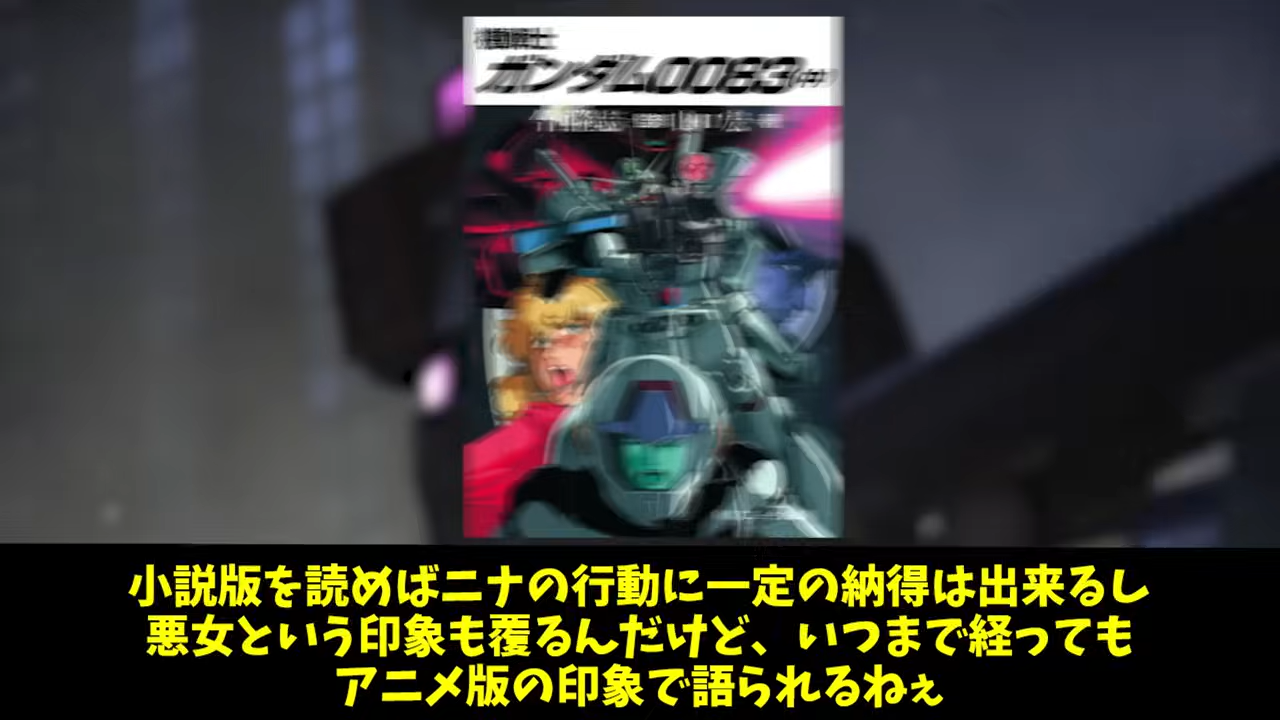 機動戦士
ガンダム0083(中)
小説版を読めばニナの行動に一定の納得は出来るし
悪女という印象も覆るんだけど、いつまで経っても
アニメ版の印象で語られるねぇ